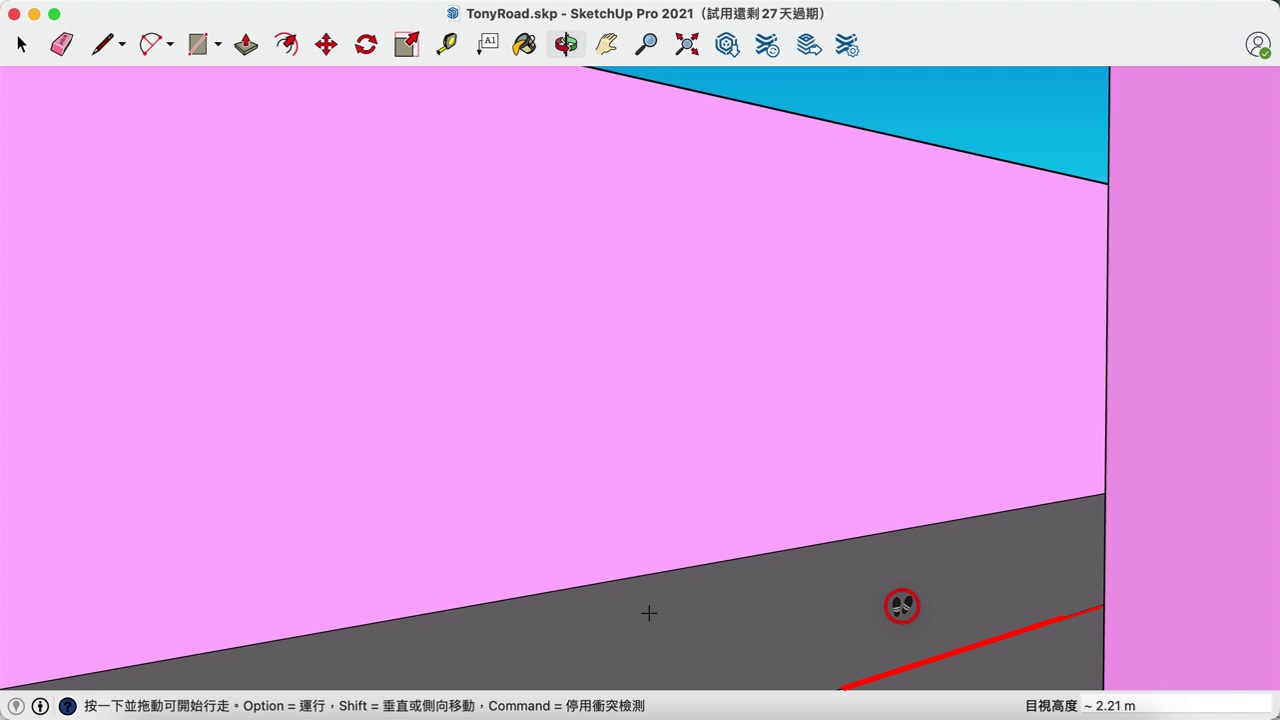 TonyRoad.skp - SketchUp Pro 2021（試用還剩 27 天過期）
A1
按一下並拖動可開始行走。Option = 運行，Shift = 垂直或側向移動，Command = 停用衝突檢測
目視高度 ~ 2.21 m